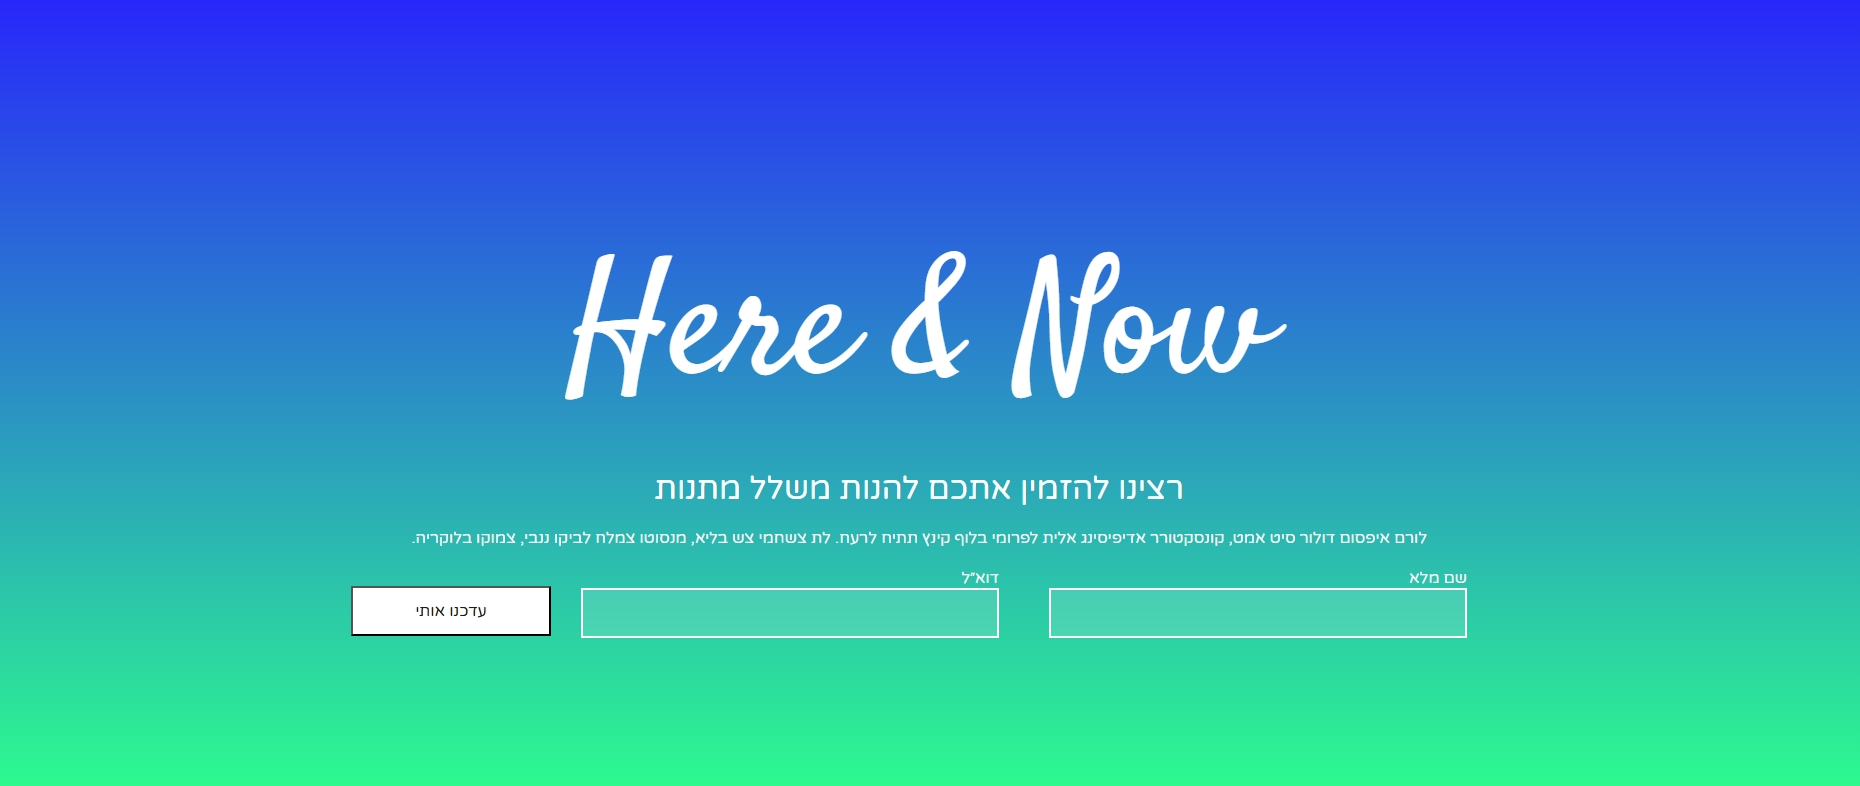 Here & Now
רצינו להזמין אתכם להנות משלל מתנות
לורם איפסום דולור סיט אמט, קונסקטורר אדיפיסינג אלית לפרומי בלוף קינץ תתיח לרעח. לת צשחמי צש בליא, מנסוטו צמלח לביקו ננבי, צמוקו בלוקריה.
שם מלא
דוא"ל
עדכנו אותי